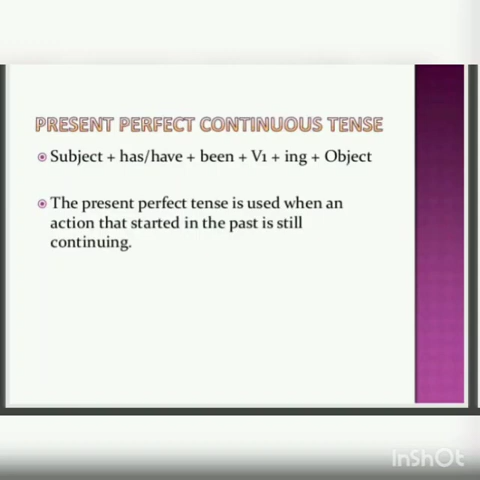 PRESENT PERFECT CONTINUOUS TENSE
Subject + has/have + been + V1 + ing + Object
The present perfect tense is used when an
action that started in the past is still
continuing.
InShOt